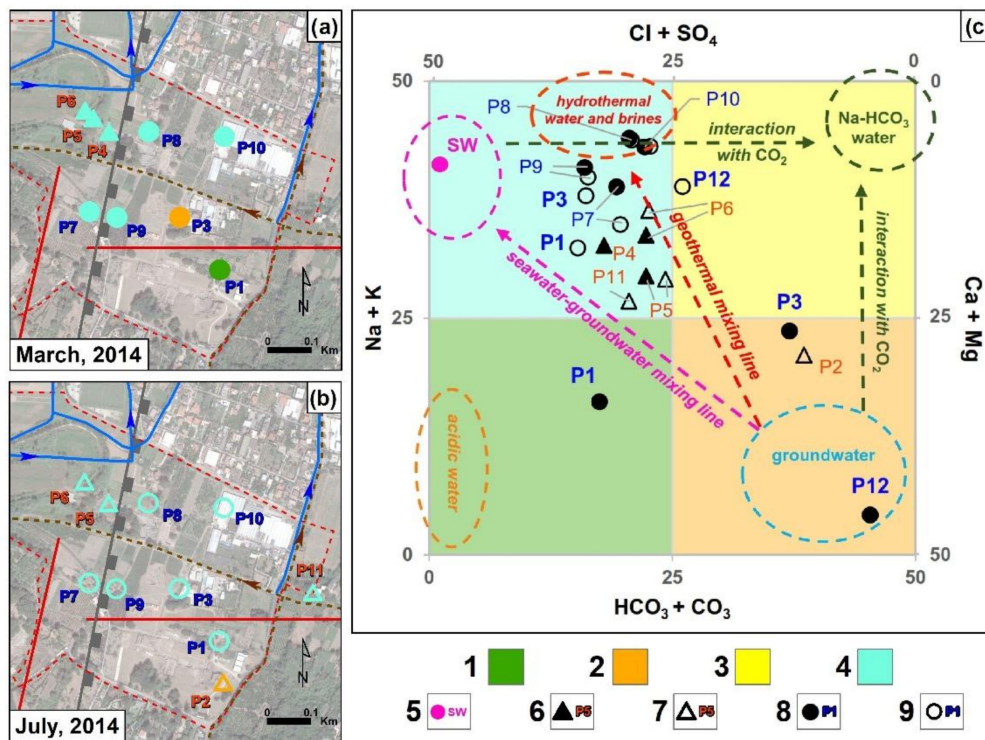 (a)
P6
P5
P4
P8
P10
P7
P9
P3
P1
N
0.1
Km
March, 2014
(b)
P6
P5
P8
P10
P11
P7
P9
P3
P1
P2
N
0.1
Km
July, 2014
(c)
Cl + SO₄
50
25
0
50
0
hydrothermal
water and brines
P8
P10
Na-HCO₃
water
interaction
with CO₂
SW
P9
P3
P12
P7
P6
P1
P4
P11
P5
geothermal mixing line
seawater-groundwater mixing line
interaction with CO₂
Na + K
Ca + Mg
25
25
P3
P2
P1
acidic water
groundwater
P12
0
50
0
25
50
HCO₃ + CO₃
1
2
3
4
5 SW
6 P5
7 P5
8 P1
9 P1